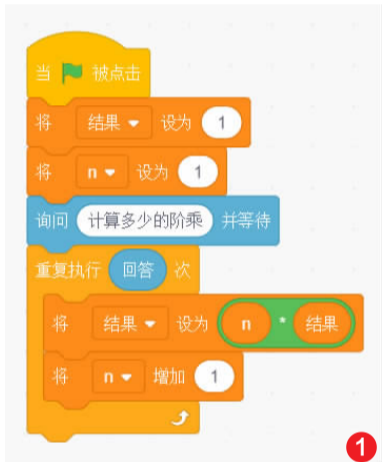 当 被点击
将 结果 设为 1
将 n 设为 1
询问 计算多少的阶乘 并等待
重复执行 回答 次
将 结果 设为 n * 结果
将 n 增加 1
1